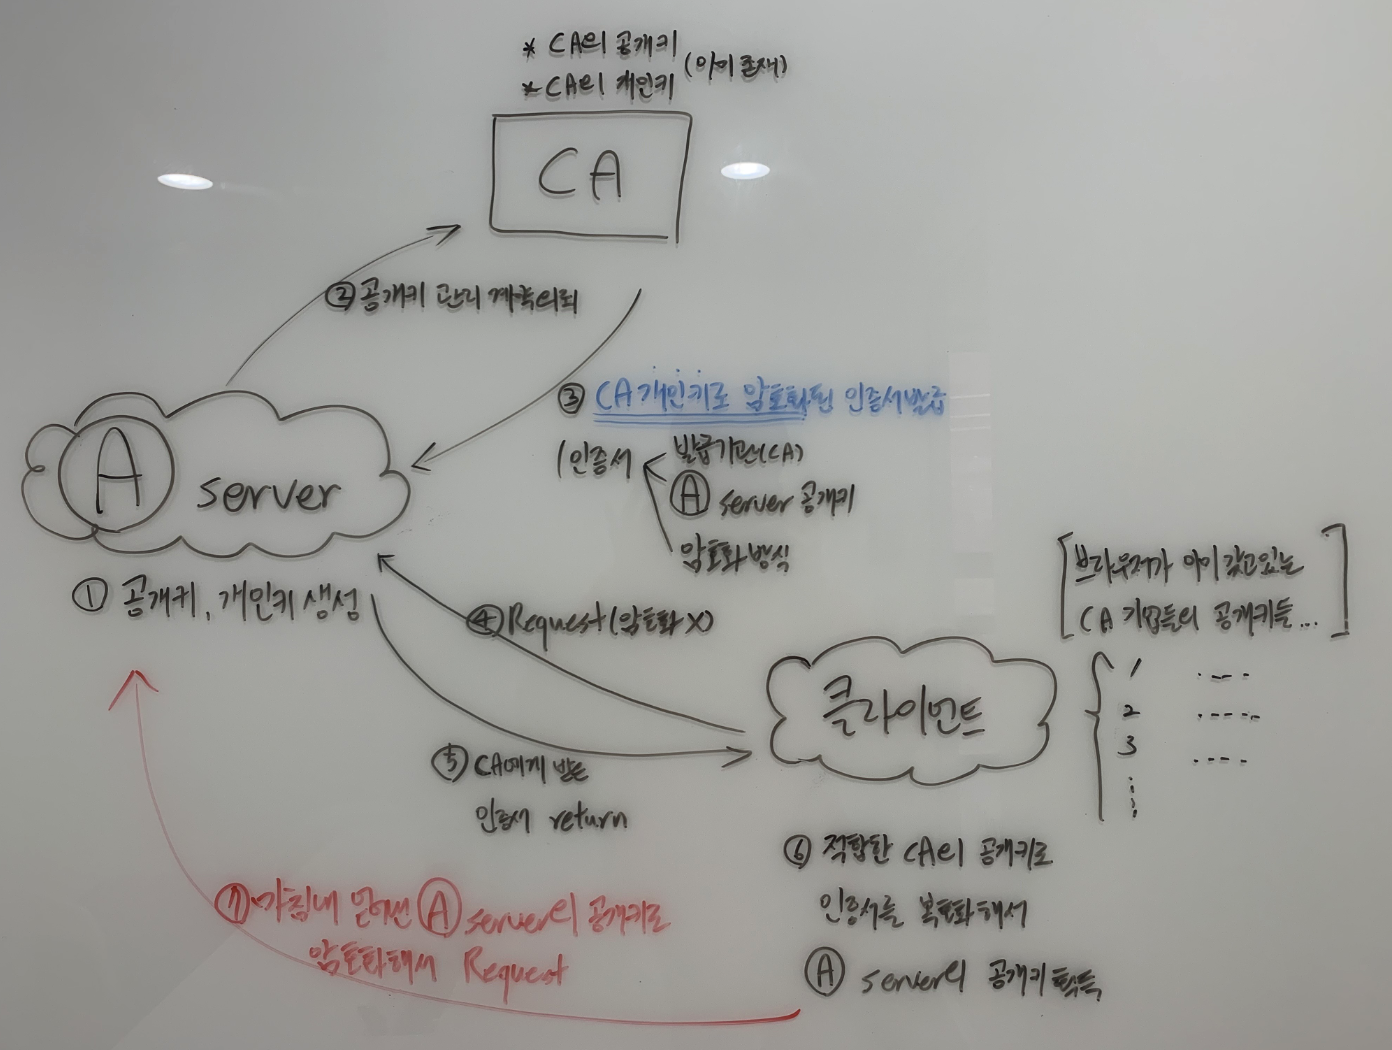 * CA의 공개키
* CA의 개인키 (이미 존재)
CA
② 공개키 관리 계약의뢰
③ CA 개인키로 암호화된 인증서 발급
(인증서
발급기관(CA)
Ⓐ server 공개키
암호화 방식
Ⓐ server
① 공개키, 개인키 생성
④ Request (암호화 X)
[브라우저가 이미 갖고있는
CA 기업들의 공개키들...]
클라이언트
1 ----
2 -----
3 ----
⑤ CA에게 받은
인증서 return
⑥ 적합한 CA의 공개키로
인증서를 복호화해서
Ⓐ server의 공개키 획득
⑦ 마침내 얻어낸 Ⓐ server의 공개키로
암호화해서 Request